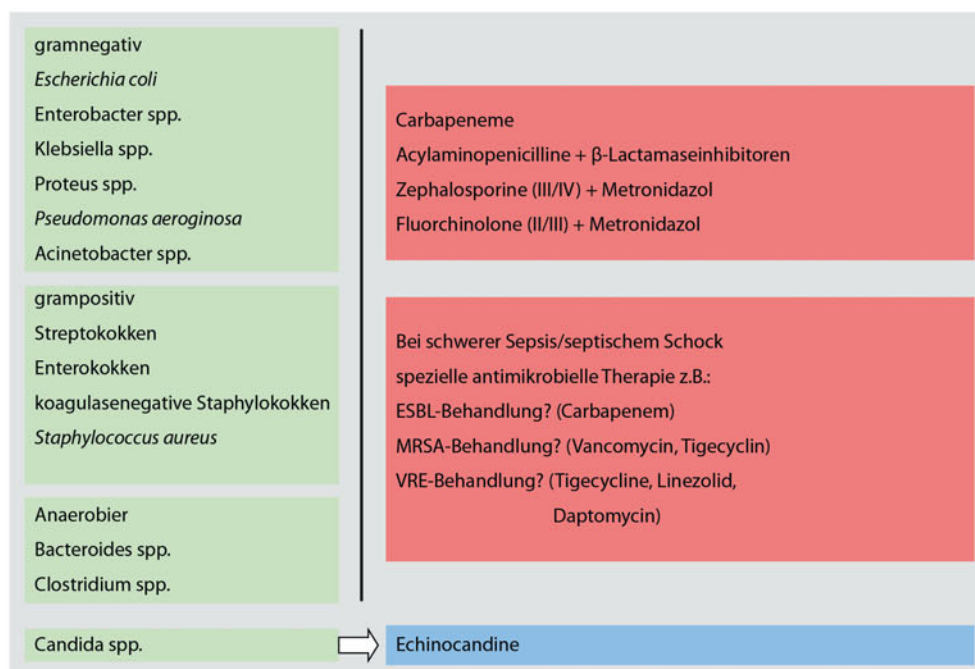 gramnegativ
Escherichia coli
Enterobacter spp.
Klebsiella spp.
Proteus spp.
Pseudomonas aeroginosa
Acinetobacter spp.
grampositiv
Streptokokken
Enterokokken
koagulasenegative Staphylokokken
Staphylococcus aureus
Anaerobier
Bacteroides spp.
Clostridium spp.
Candida spp.
Carbapeneme
Acylaminopenicilline + β-Lactamaseinhibitoren
Zephalosporine (III/IV) + Metronidazol
Fluorchinolone (II/III) + Metronidazol
Bei schwerer Sepsis/septischem Schock
spezielle antimikrobielle Therapie z.B.:
ESBL-Behandlung? (Carbapenem)
MRSA-Behandlung? (Vancomycin, Tigecyclin)
VRE-Behandlung? (Tigecycline, Linezolid,
Daptomycin)
Echinocandine